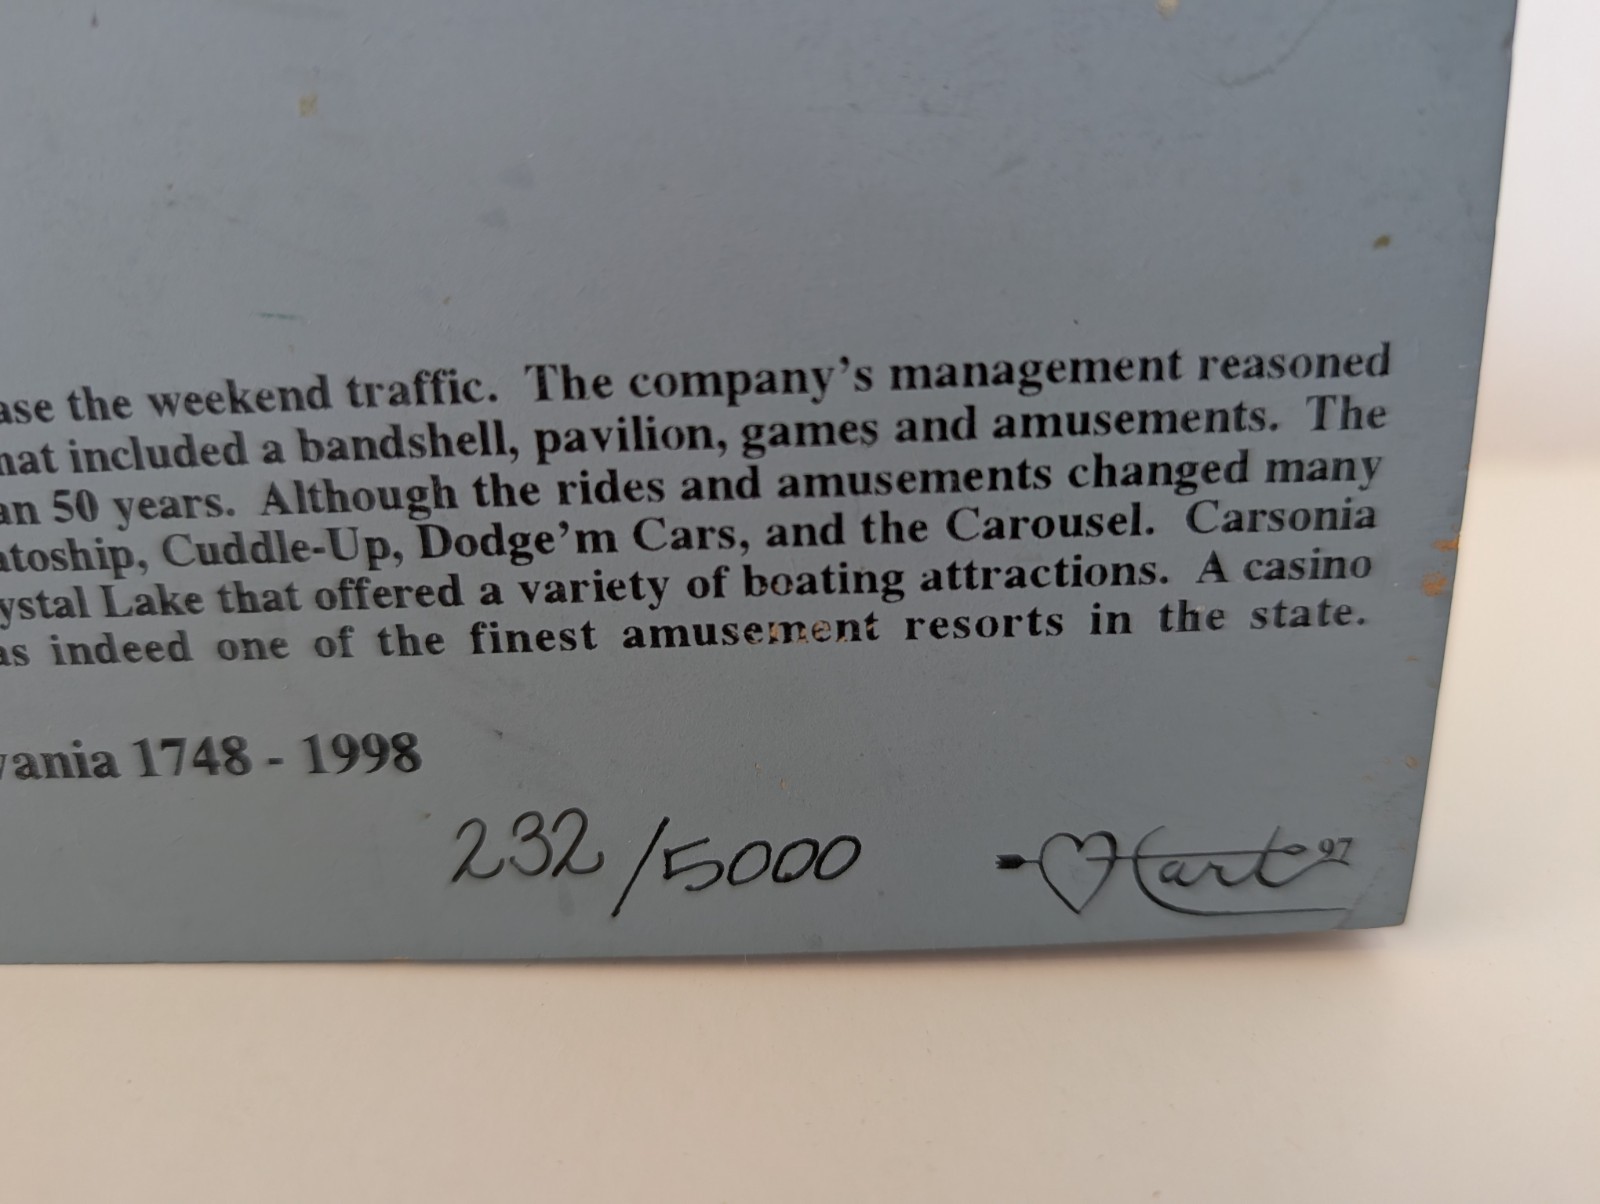 ase the weekend traffic. The company's management reasoned
hat included a bandshell, pavilion, games and amusements. The
an 50 years. Although the rides and amusements changed many
atoship, Cuddle-Up, Dodge'm Cars, and the Carousel. Carsonia
ystal Lake that offered a variety of boating attractions. A casino
as indeed one of the finest amusement resorts in the state.
vania 1748 - 1998
232/5000
Hart 97